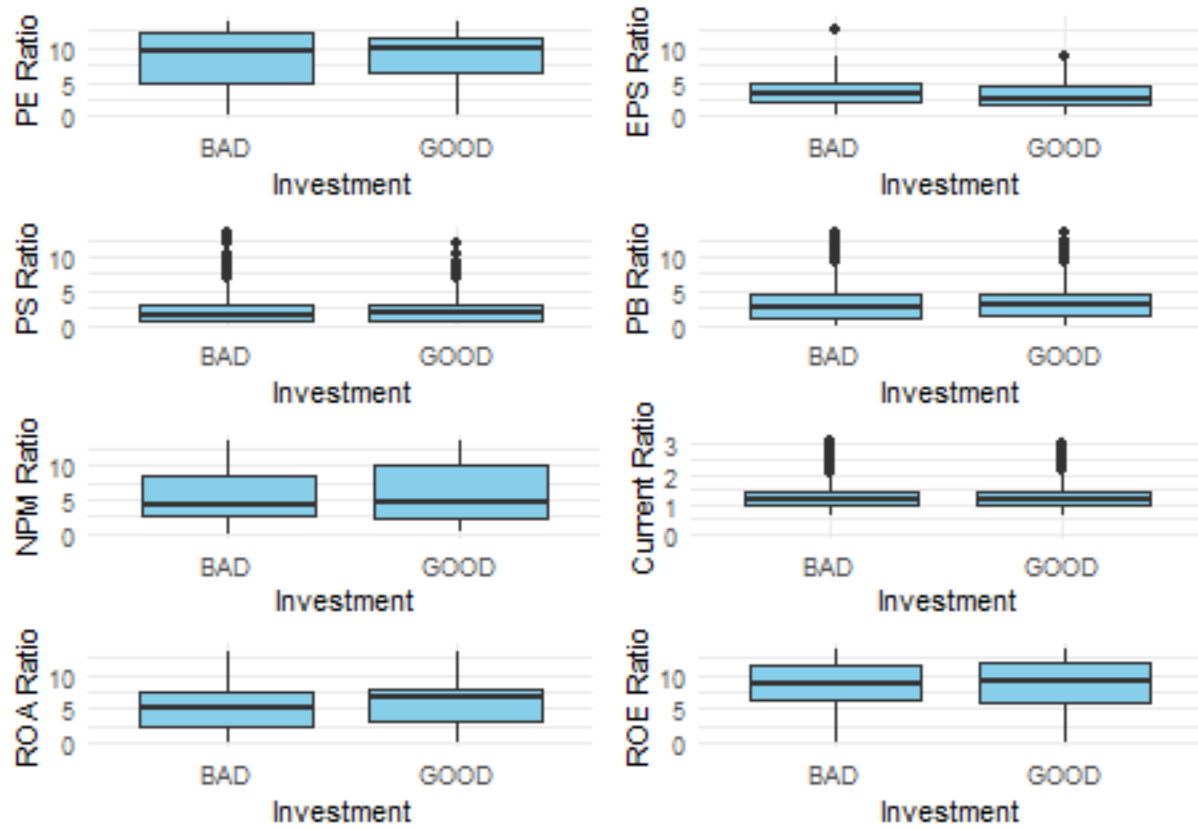 PE Ratio
10
5
0
BAD GOOD
Investment
EPS Ratio
10
5
0
BAD GOOD
Investment
PS Ratio
10
5
0
BAD GOOD
Investment
PB Ratio
10
5
0
BAD GOOD
Investment
NPM Ratio
10
5
0
BAD GOOD
Investment
Current Ratio
3
2
1
0
BAD GOOD
Investment
ROA Ratio
10
5
0
BAD GOOD
Investment
ROE Ratio
10
5
0
BAD GOOD
Investment